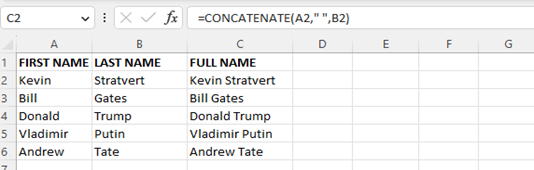 C2 fx =CONCATENATE(A2," ",B2)
A B C D E F G
1 FIRST NAME LAST NAME FULL NAME
2 Kevin Stratvert Kevin Stratvert
3 Bill Gates Bill Gates
4 Donald Trump Donald Trump
5 Vladimir Putin Vladimir Putin
6 Andrew Tate Andrew Tate
7